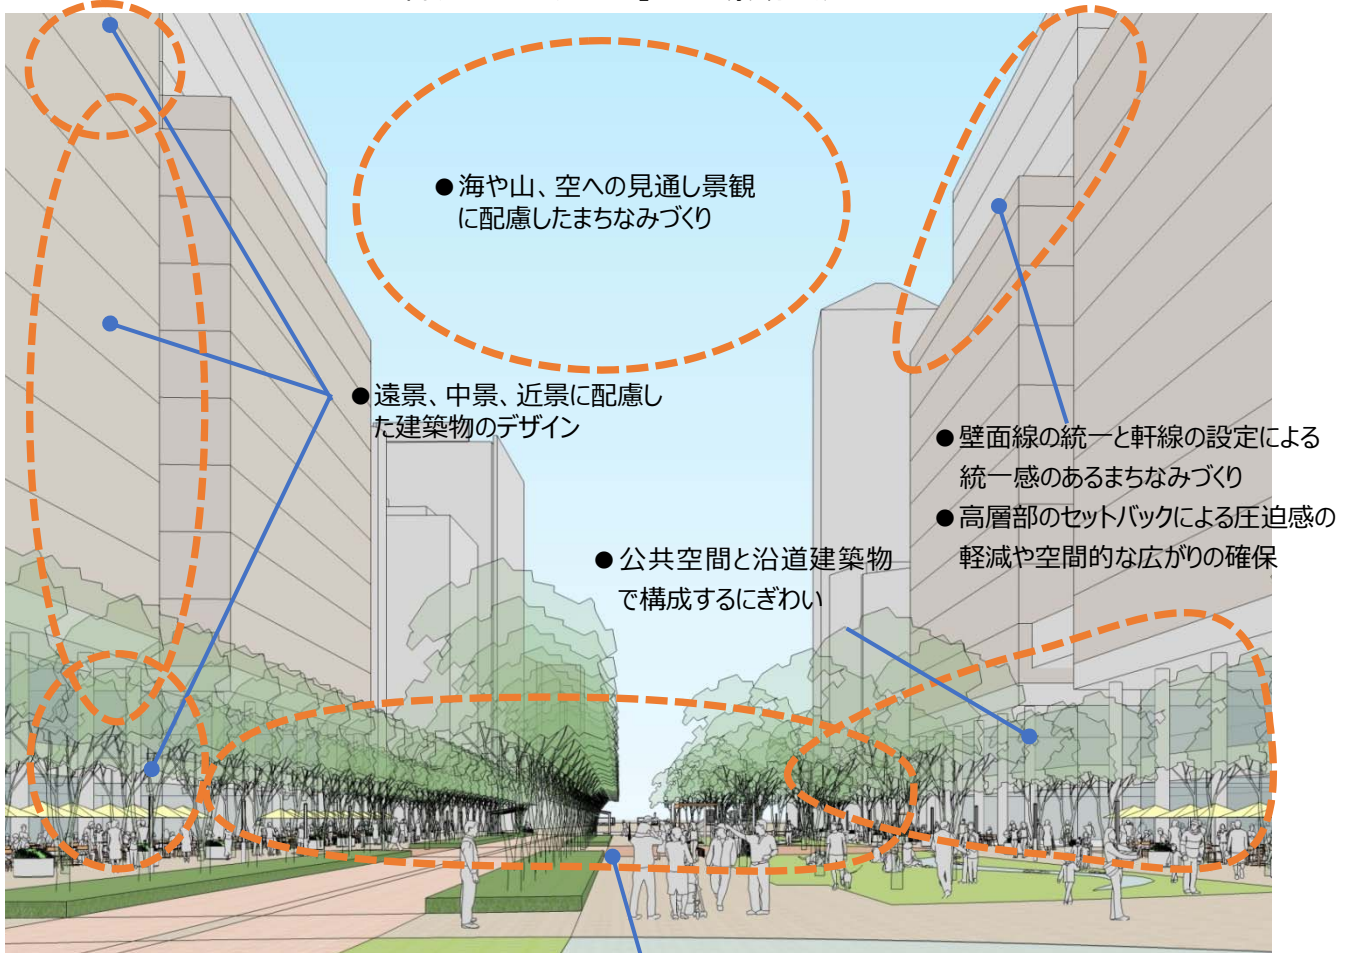 ●海や山、空への見通し景観
に配慮したまちなみづくり
●遠景、中景、近景に配慮し
た建築物のデザイン
●壁面線の統一と軒線の設定による
統一感のあるまちなみづくり
●高層部のセットバックによる圧迫感の
軽減や空間的な広がりの確保
●公共空間と沿道建築物
で構成するにぎわい